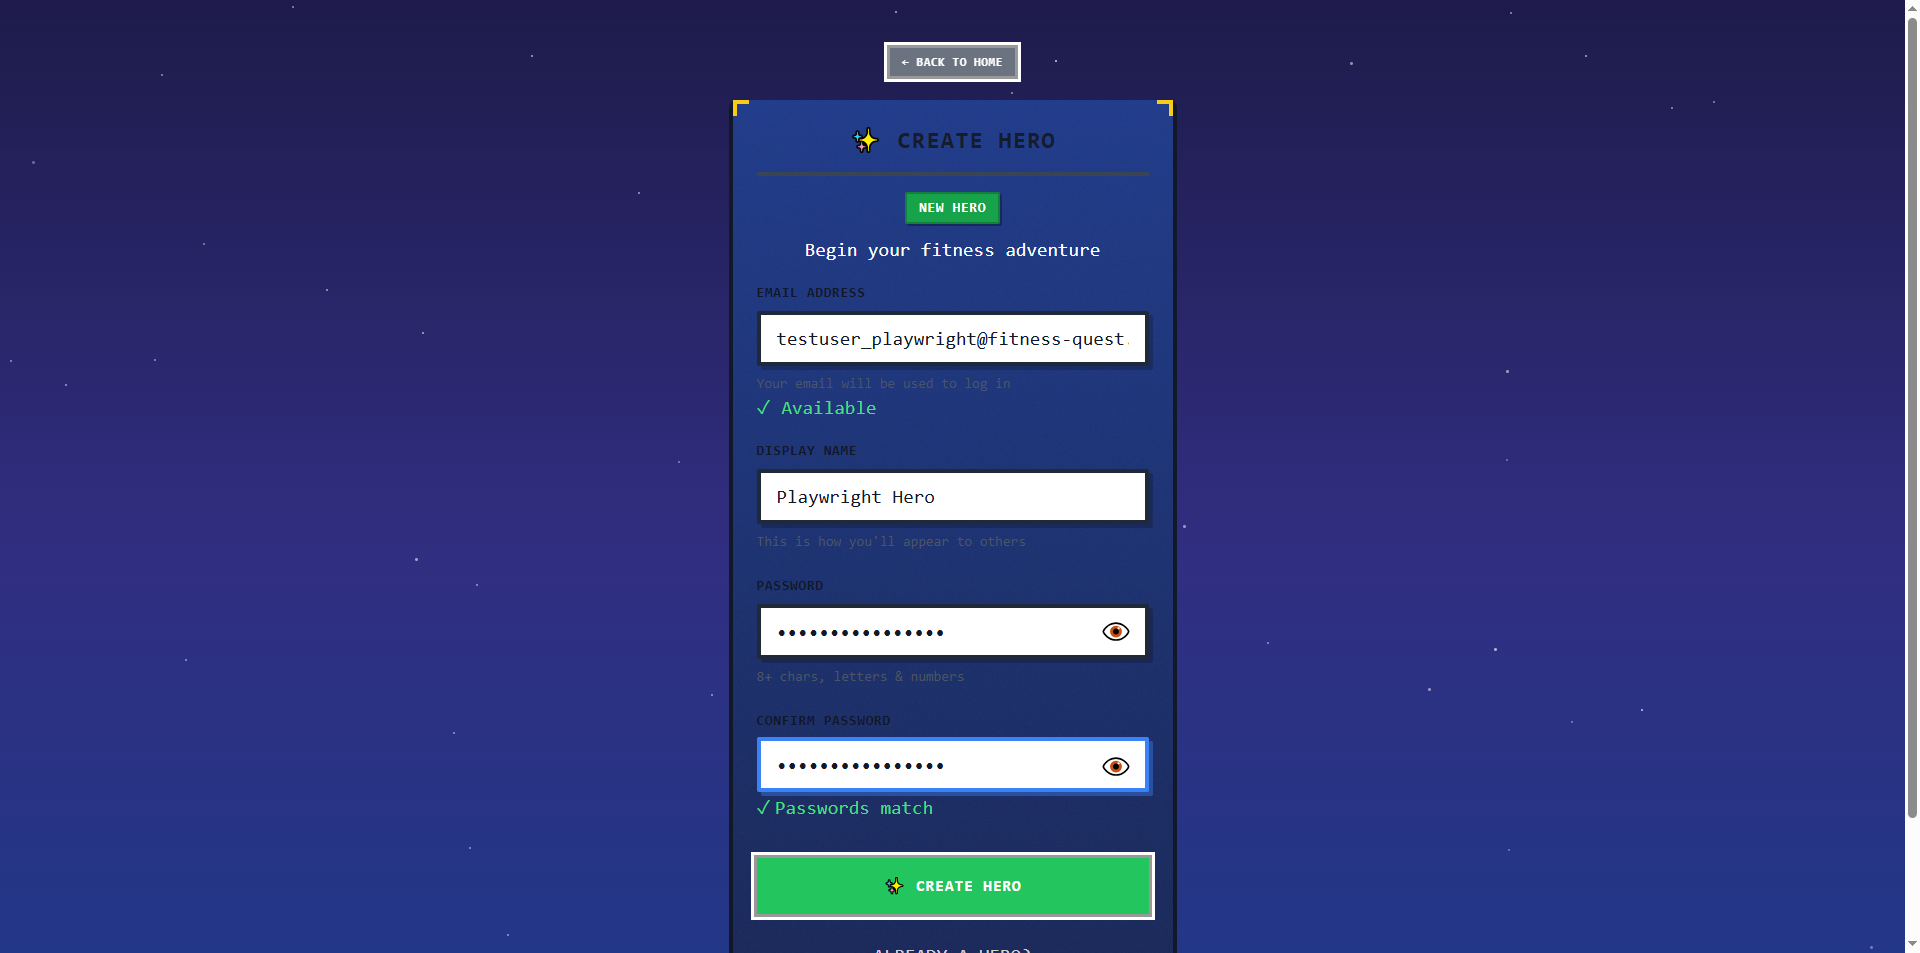 ← BACK TO HOME
CREATE HERO
NEW HERO
Begin your fitness adventure
EMAIL ADDRESS
testuser_playwright@fitness-quest.
Your email will be used to log in
✓ Available
DISPLAY NAME
Playwright Hero
This is how you'll appear to others
PASSWORD
••••••••••••••••
8+ chars, letters & numbers
CONFIRM PASSWORD
••••••••••••••••
✓ Passwords match
CREATE HERO
ALREADY A HERO?